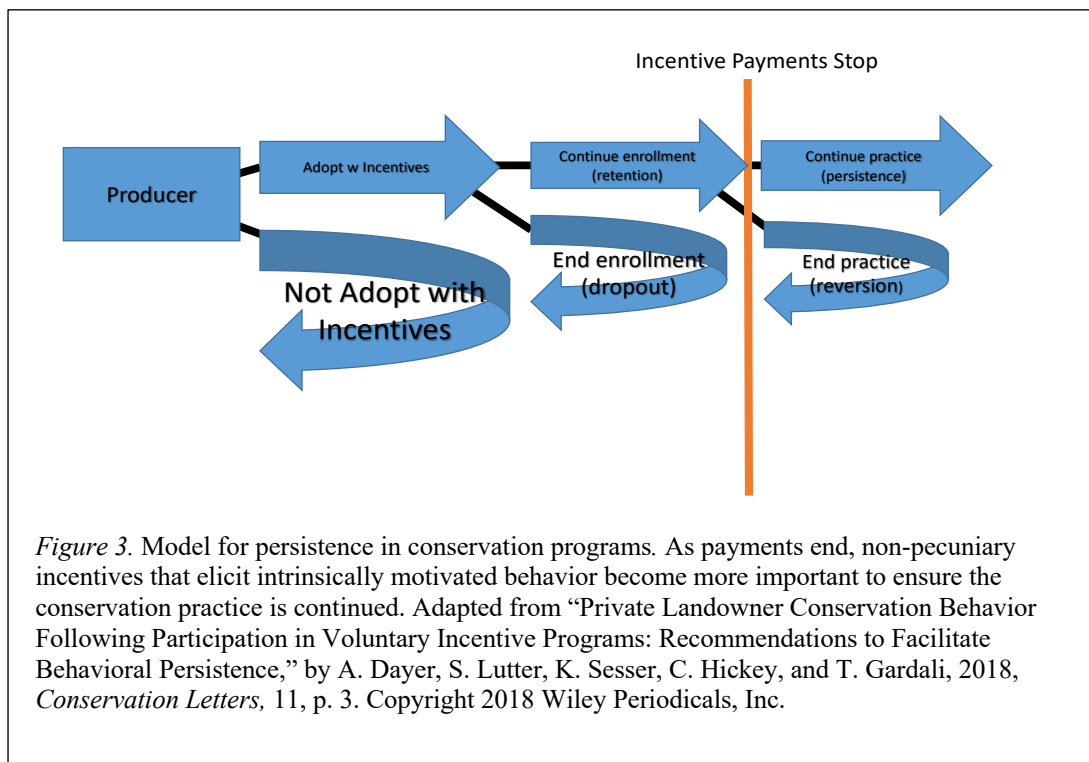 Incentive Payments Stop
Producer
Adopt w Incentives
Continue enrollment
(retention)
Continue practice
(persistence)
Not Adopt with
Incentives
End enrollment
(dropout)
End practice
(reversion)
Figure 3. Model for persistence in conservation programs. As payments end, non-pecuniary
incentives that elicit intrinsically motivated behavior become more important to ensure the
conservation practice is continued. Adapted from “Private Landowner Conservation Behavior
Following Participation in Voluntary Incentive Programs: Recommendations to Facilitate
Behavioral Persistence,” by A. Dayer, S. Lutter, K. Sesser, C. Hickey, and T. Gardali, 2018,
Conservation Letters, 11, p. 3. Copyright 2018 Wiley Periodicals, Inc.